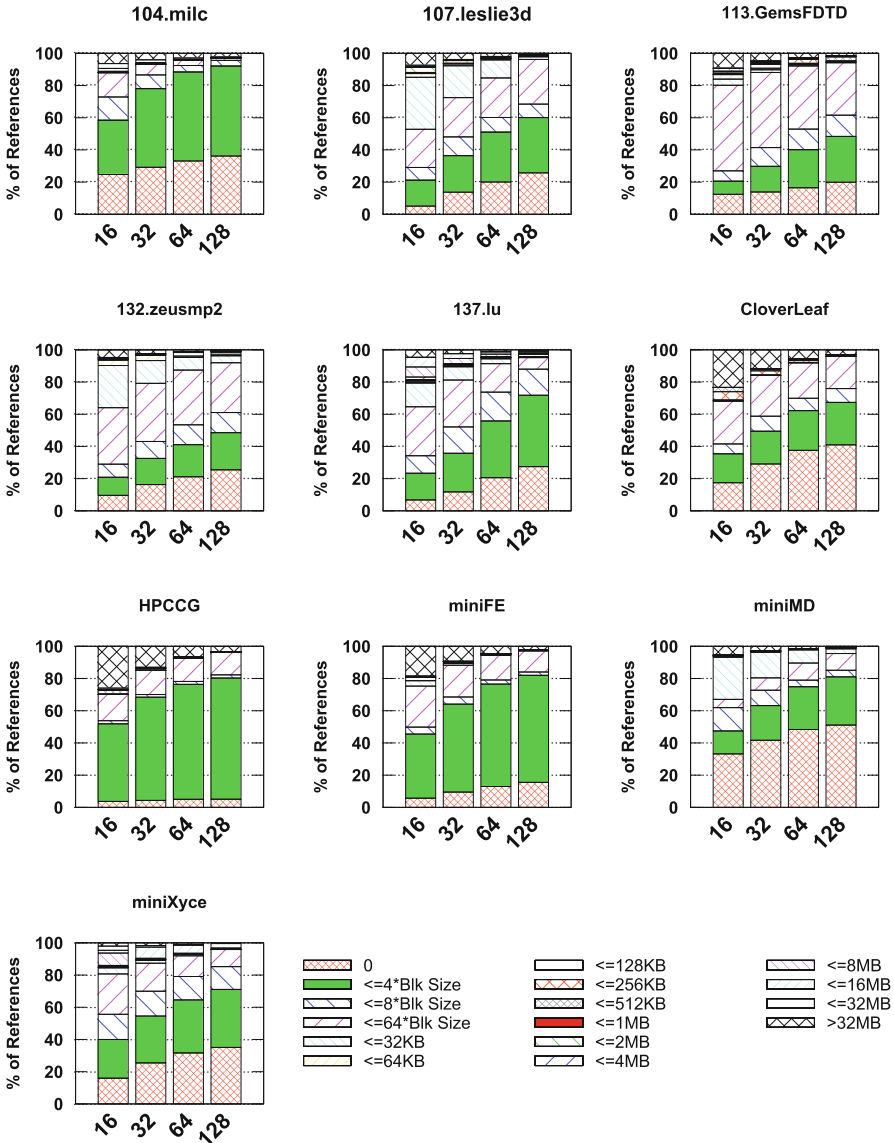 104.milc
% of References
100
80
60
40
20
0
16 32 64 128
107.leslie3d
% of References
100
80
60
40
20
0
16 32 64 128
113.GemsFDTD
% of References
100
80
60
40
20
0
16 32 64 128
132.zeusmp2
% of References
100
80
60
40
20
0
16 32 64 128
137.lu
% of References
100
80
60
40
20
0
16 32 64 128
CloverLeaf
% of References
100
80
60
40
20
0
16 32 64 128
HPCCG
% of References
100
80
60
40
20
0
16 32 64 128
miniFE
% of References
100
80
60
40
20
0
16 32 64 128
miniMD
% of References
100
80
60
40
20
0
16 32 64 128
miniXyce
% of References
100
80
60
40
20
0
16 32 64 128
0
<=4*Blk Size
<=8*Blk Size
<=64*Blk Size
<=32KB
<=64KB
<=128KB
<=256KB
<=512KB
<=1MB
<=2MB
<=4MB
<=8MB
<=16MB
<=32MB
>32MB